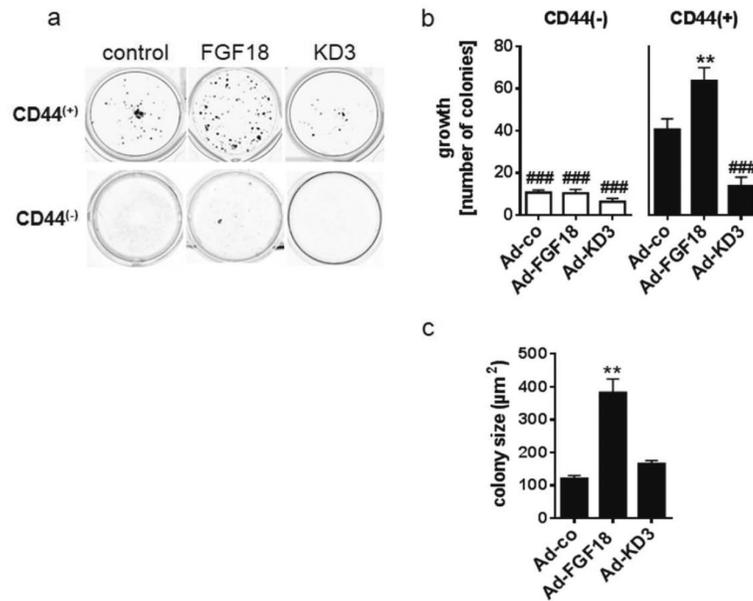 a
control FGF18 KD3
CD44(+)
CD44(-)
b
CD44(-) CD44(+)
growth
[number of colonies]
80
60
40
20
0
### ### ###
**
###
Ad-co Ad-FGF18 Ad-KD3 Ad-co Ad-FGF18 Ad-KD3
c
colony size (µm²)
500
400
300
200
100
0
**
Ad-co Ad-FGF18 Ad-KD3